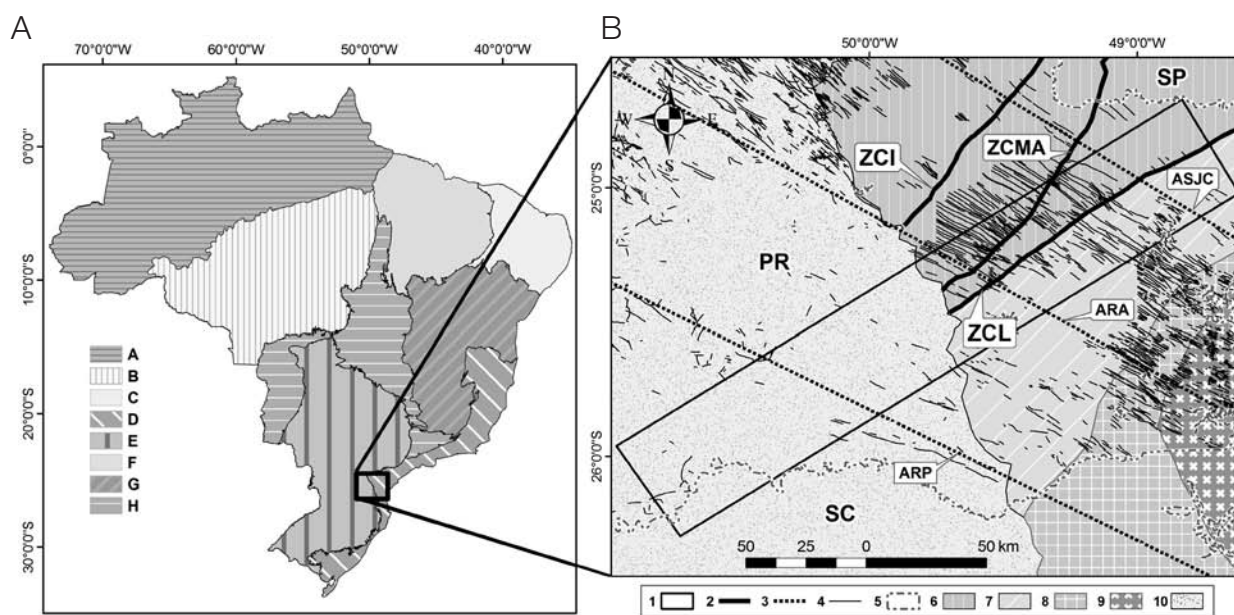 A
70°0'0"W 60°0'0"W 50°0'0"W 40°0'0"W
0°0'0"
10°0'0"S
20°0'0"S
30°0'0"S
A
B
C
D
E
F
G
H
B
50°0'0"W 49°0'0"W
25°0'0"S
26°0'0"S
N
W E
S
SP
ZCI
ZCMA
ASJC
PR
ARA
ZCL
ARP
SC
50 25 0 50 km
1 2 3 4 5 6 7 8 9 10